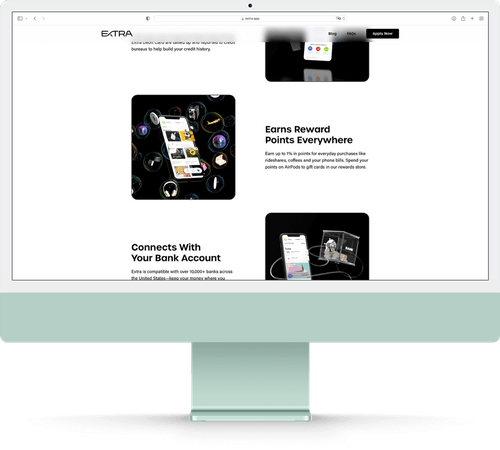 extra.app
EXTRA
Blog
FAQs
Apply Now
Extra Debit Card are tallied up and reported to credit
bureaus to help build your credit history.
Earns Reward
Points Everywhere
Earn up to 1% in points for everyday purchases like
rideshares, coffees and your phone bills. Spend your
points on AirPods to gift cards in our rewards store.
Connects With
Your Bank Account
Extra is compatible with over 10,000+ banks across
the United States—keep your money where you